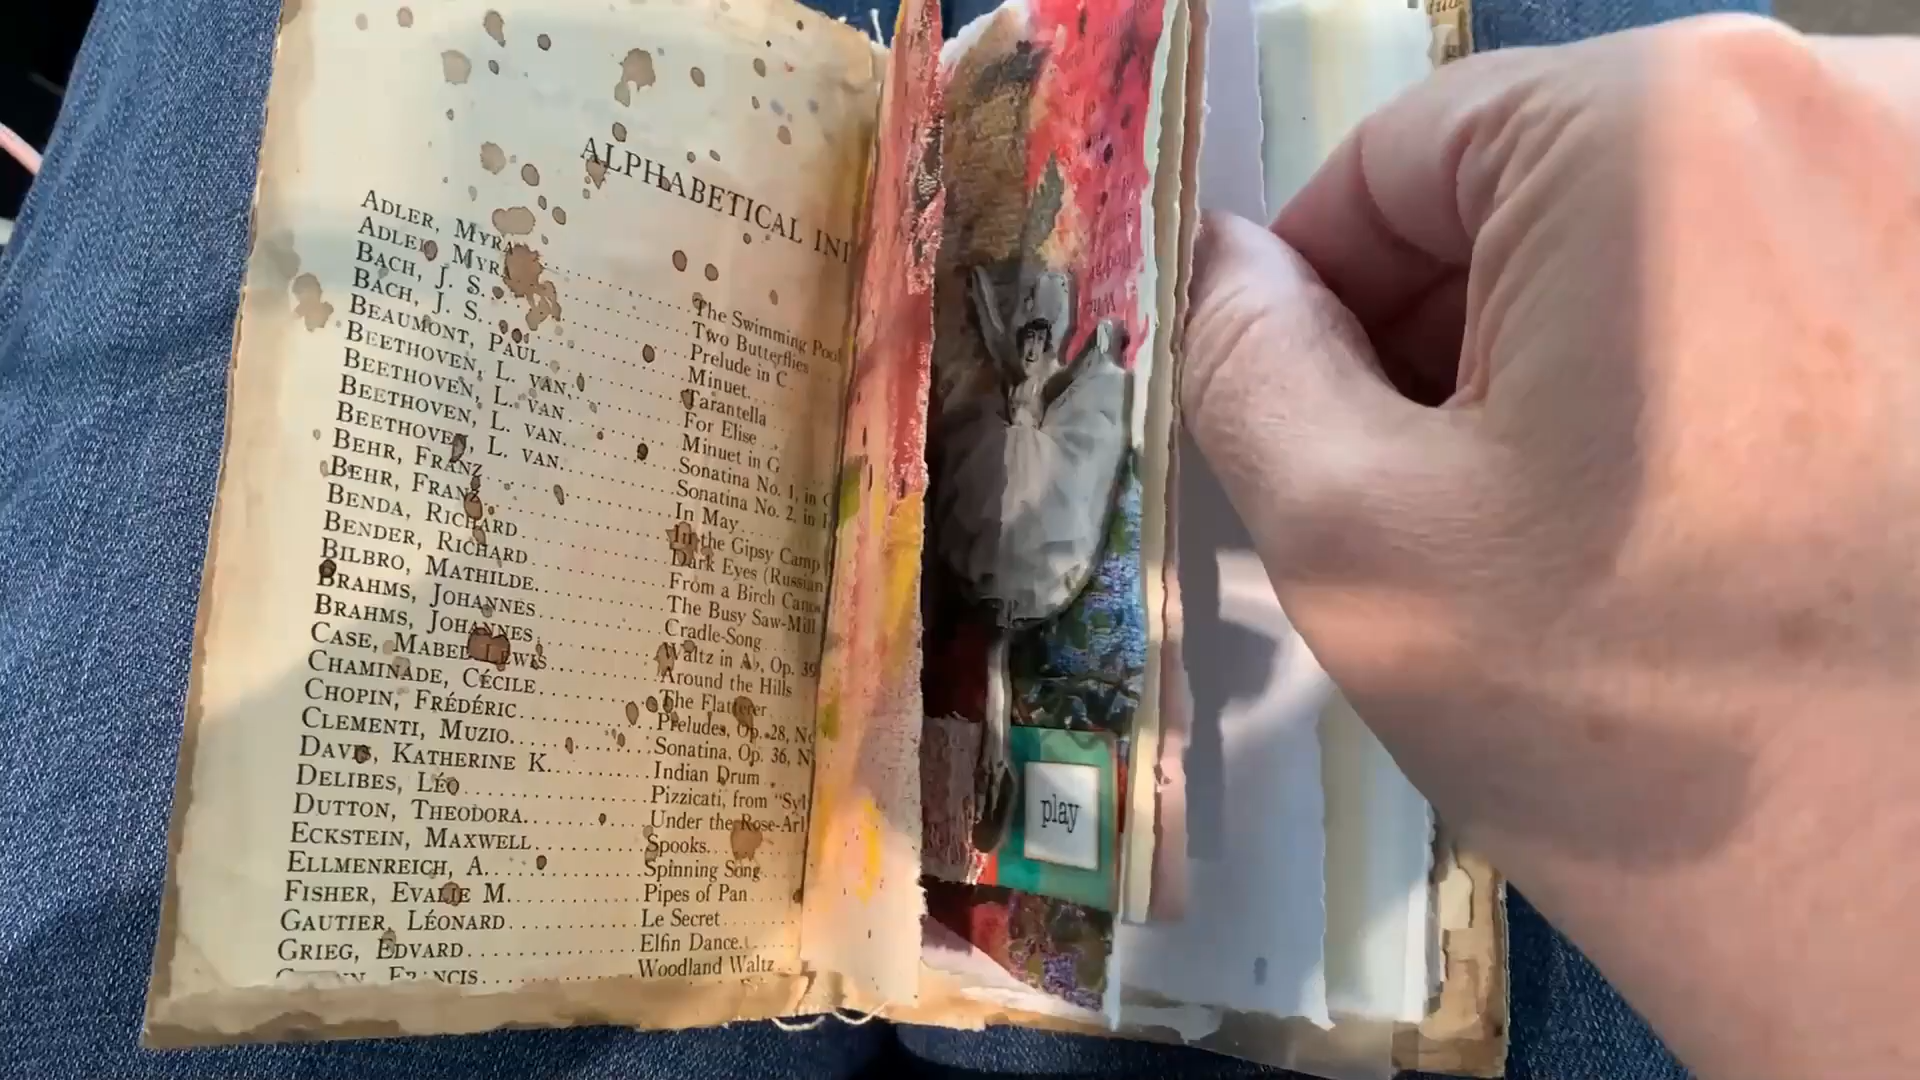 ALPHABETICAL
ADLER, MYRA.......The Swimming Pool
ADLER, MYRA.......Two Butterflies
BACH, J. S........Prelude in C
BACH, J. S........Minuet
BEAUMONT, PAUL.......Tarantella
BEETHOVEN, L. VAN.......For Elise
BEETHOVEN, L. VAN.......Minuet in G
BEETHOVEN, L. VAN.......Sonatina No. 1, in
BEETHOVEN, L. VAN.......Sonatina No. 2, in
BEHR, FRANZ.......In May
BEHR, FRANZ.......In the Gipsy Camp
BENDA, RICHARD.......Dark Eyes (Russian
BENDER, RICHARD.......From a Birch Canoe
BILBRO, MATHILDE.......The Busy Saw-Mill
BRAHMS, JOHANNES.......Cradle-Song
BRAHMS, JOHANNES.......Waltz in A♭, Op. 39
CASE, MABEL LEWIS.......Around the Hills
CHAMINADE, CÉCILE.......The Flatterer
CHOPIN, FRÉDÉRIC.......Preludes, Op. 28,
CLEMENTI, MUZIO.......Sonatina, Op. 36,
DAVIS, KATHERINE K.......Indian Drum
DELIBES, LÉO.......Pizzicati, from
DUTTON, THEODORA.......Under the
ECKSTEIN, MAXWELL.......Spooks
ELLMENREICH, A........Spinning Song
FISHER, EVALIE M........Pipes of Pan
GAUTIER, LÉONARD.......Le Secret
GRIEG, EDVARD.......Elfin Dance
FRANCIS.......Woodland Waltz
play